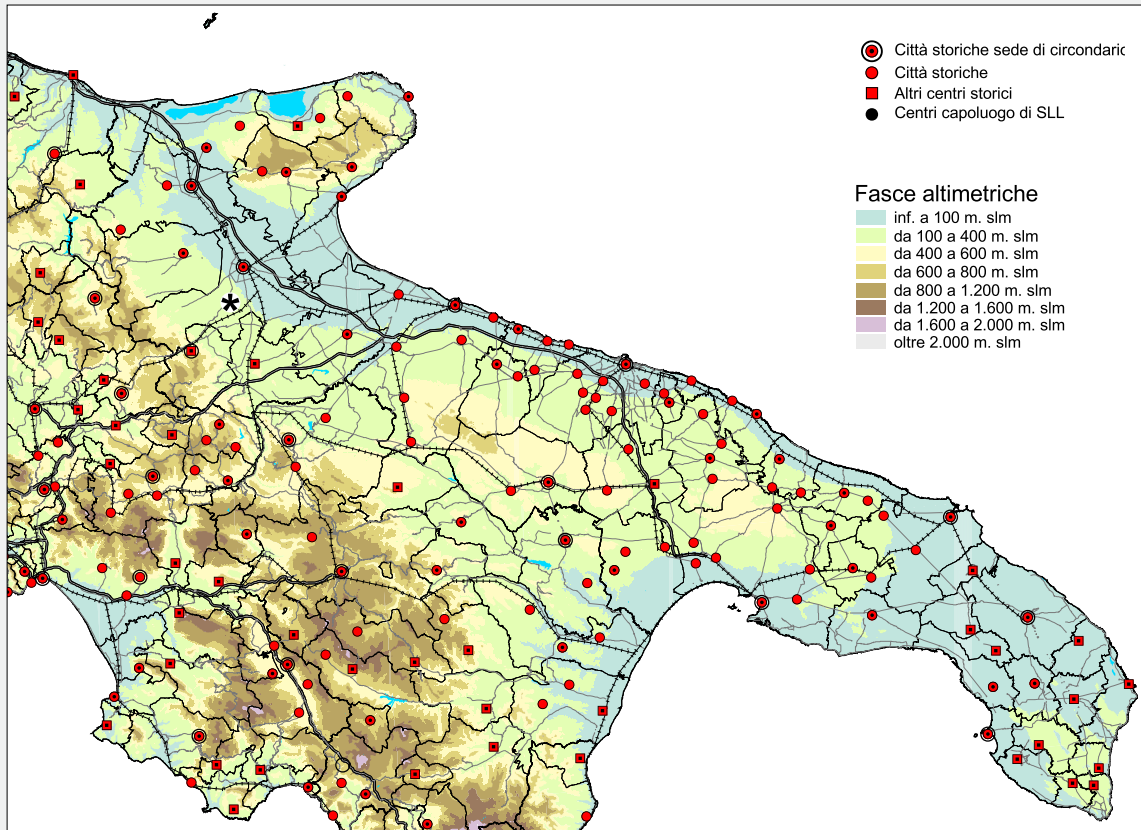 Città storiche sede di circondaric
Città storiche
Altri centri storici
Centri capoluogo di SLL
Fasce altimetriche
inf. a 100 m. slm
da 100 a 400 m. slm
da 400 a 600 m. slm
da 600 a 800 m. slm
da 800 a 1.200 m. slm
da 1.200 a 1.600 m. slm
da 1.600 a 2.000 m. slm
oltre 2.000 m. slm
*